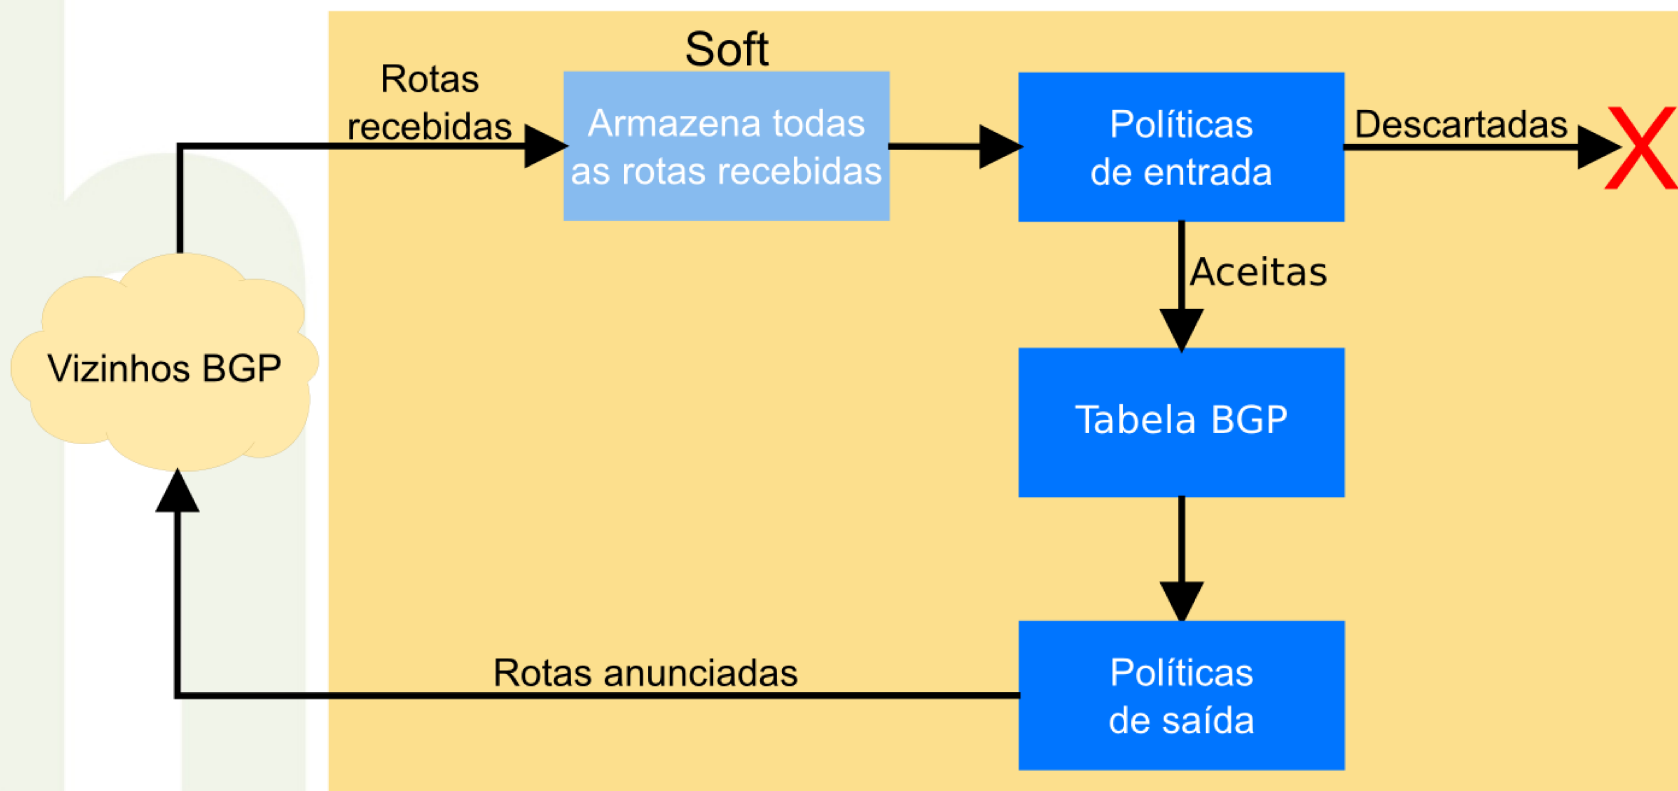 Soft
Rotas
recebidas
Armazena todas
as rotas recebidas
Políticas
de entrada
Descartadas
X
Aceitas
Vizinhos BGP
Tabela BGP
Rotas anunciadas
Políticas
de saída